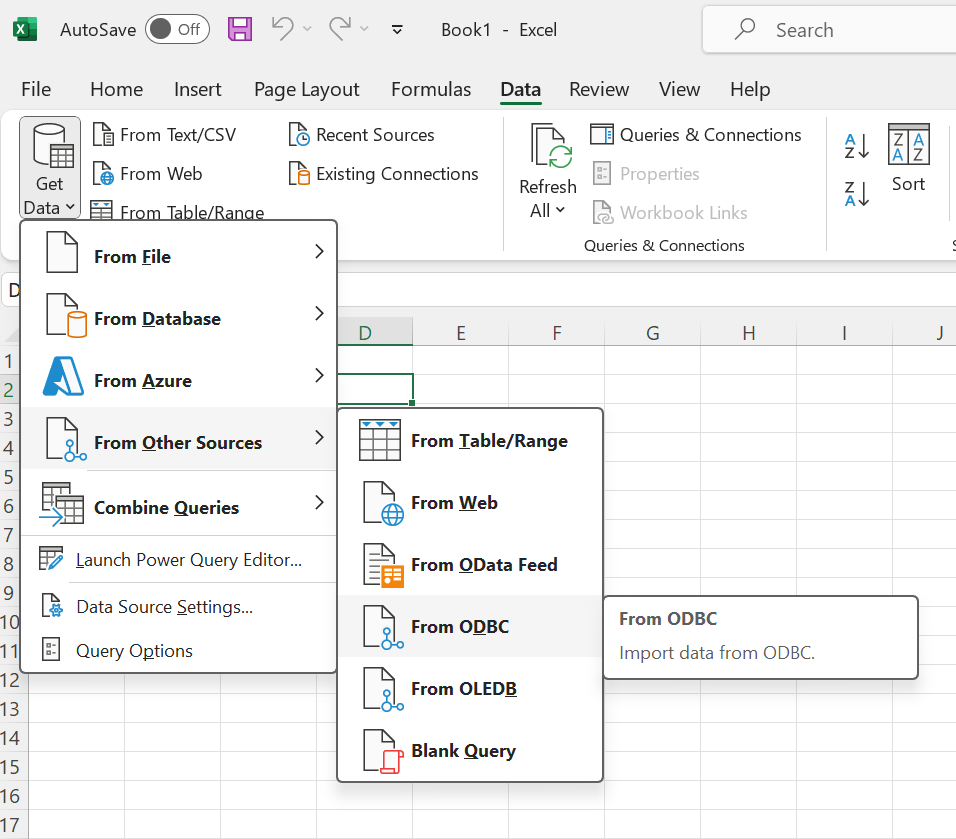 AutoSave Off Book1 - Excel Search
File Home Insert Page Layout Formulas Data Review View Help
Get Data
From Text/CSV
From Web
From Table/Range
Recent Sources
Existing Connections
Refresh All
Queries & Connections
Properties
Workbook Links
Queries & Connections
A Z
Z A
Z A A Z
Sort
From File
From Database
From Azure
From Other Sources
Combine Queries
Launch Power Query Editor...
Data Source Settings...
Query Options
From Table/Range
From Web
From OData Feed
From ODBC
From OLEDB
Blank Query
From ODBC
Import data from ODBC.
D E F G H I J
1
2
3
4
5
6
7
8
9
10
11
12
13
14
15
16
17